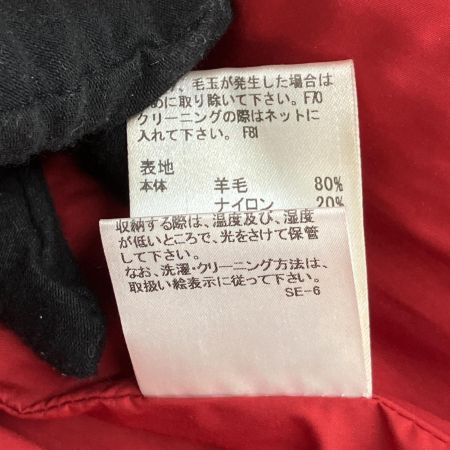 、毛玉が発生した場合は
めに取り除いて下さい。F70
クリーニングの際はネットに
入れて下さい。F81
表地
本体 羊毛 80%
ナイロン 20%
収納する際は、温度及び、湿度
が低いところで、光をさけて保管
して下さい。
なお、洗濯・クリーニング方法は、
取扱い絵表示に従って下さい。
SE-6